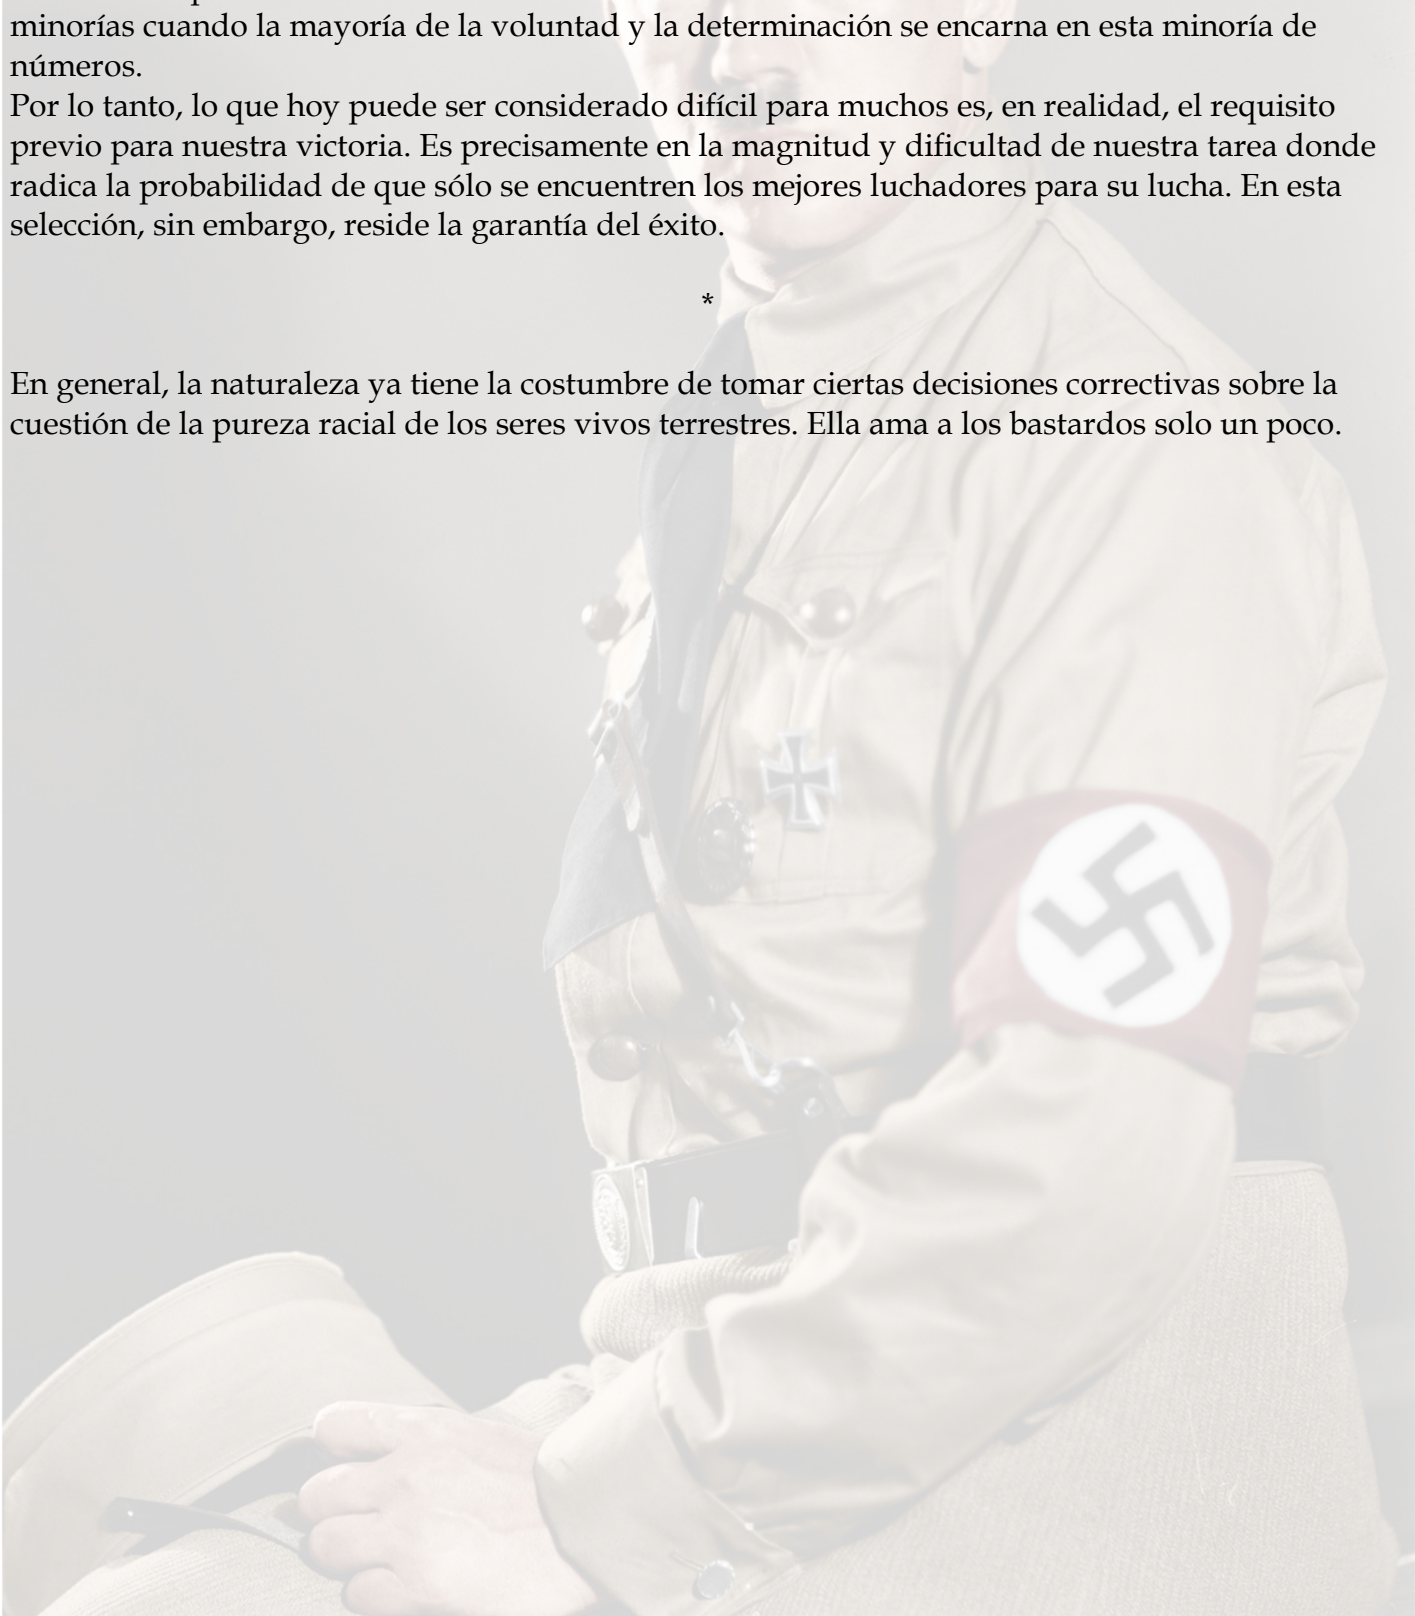 minorías cuando la mayoría de la voluntad y la determinación se encarna en esta minoría de
números.
Por lo tanto, lo que hoy puede ser considerado difícil para muchos es, en realidad, el requisito
previo para nuestra victoria. Es precisamente en la magnitud y dificultad de nuestra tarea donde
radica la probabilidad de que sólo se encuentren los mejores luchadores para su lucha. En esta
selección, sin embargo, reside la garantía del éxito.
*
En general, la naturaleza ya tiene la costumbre de tomar ciertas decisiones correctivas sobre la
cuestión de la pureza racial de los seres vivos terrestres. Ella ama a los bastardos solo un poco.